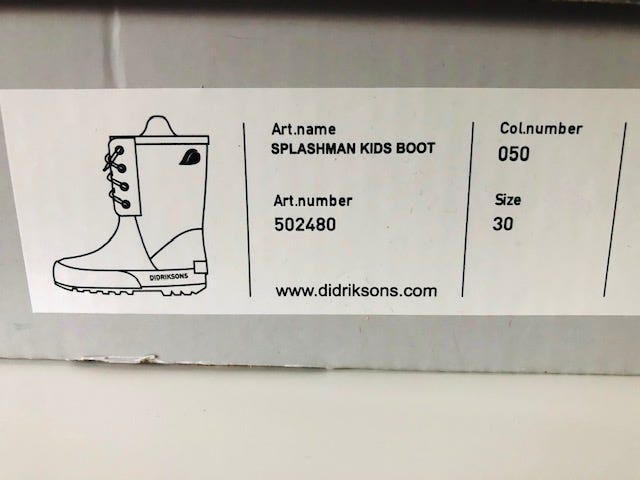 Art.name
SPLASHMAN KIDS BOOT
Art.number
502480
www.didriksons.com
Col.number
050
Size
30
DIDRIKSONS